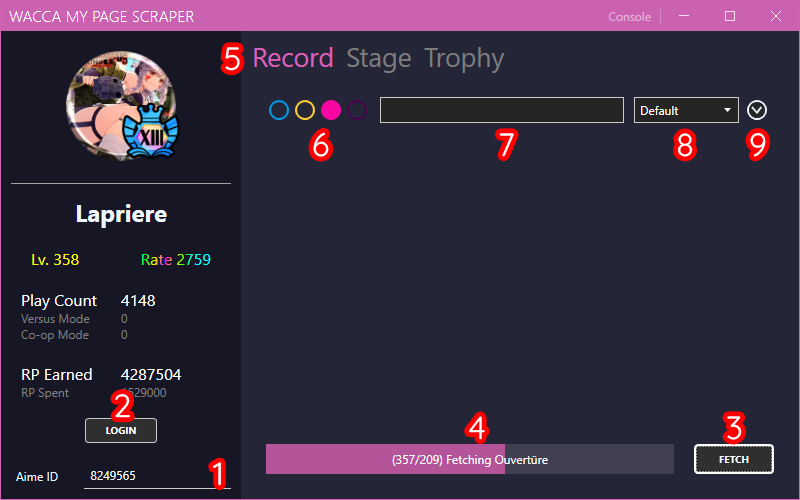 WACCA MY PAGE SCRAPER
Console
5 Record Stage Trophy
Default
6 7 8 9
XIII
Lapriere
Lv. 358 Rate 2759
Play Count 4148
Versus Mode 0
Co-op Mode 0
RP Earned 4287504
RP Spent
2
LOGIN
Aime ID 8249565 1
4
(357/209) Fetching Ouvertüre
3
FETCH